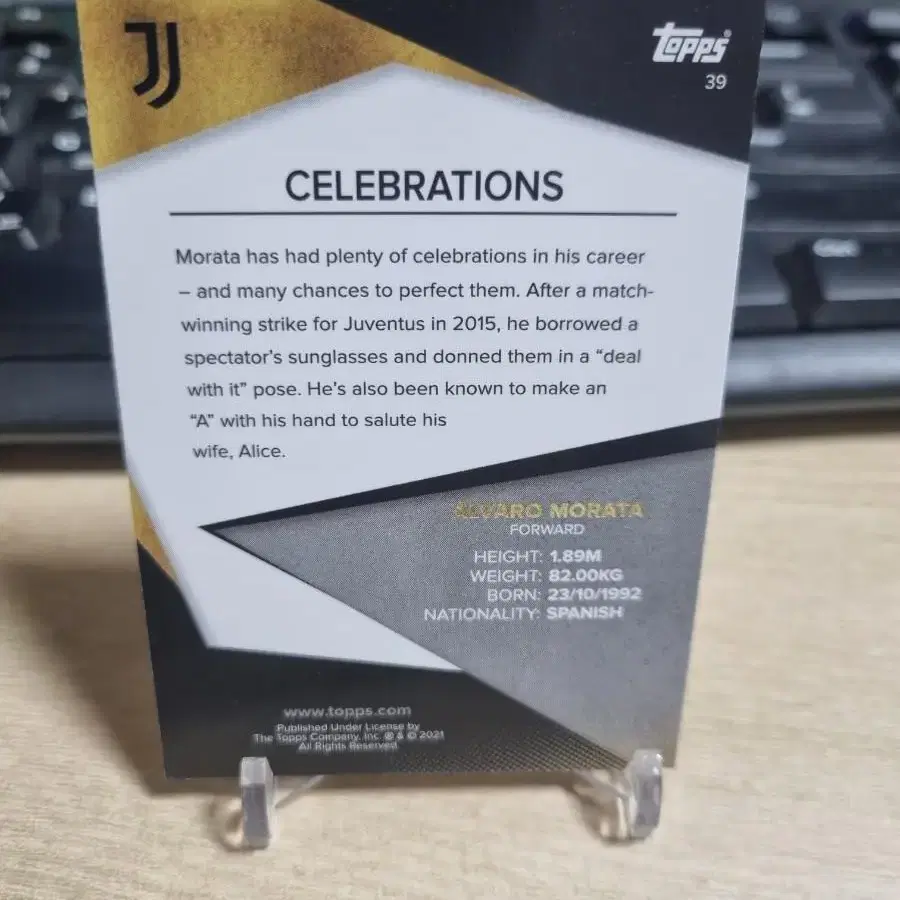 Topps®
39
CELEBRATIONS
Morata has had plenty of celebrations in his career
– and many chances to perfect them. After a match-
winning strike for Juventus in 2015, he borrowed a
spectator's sunglasses and donned them in a “deal
with it” pose. He's also been known to make an
“A” with his hand to salute his
wife, Alice.
ÁLVARO MORATA
FORWARD
HEIGHT: 1.89M
WEIGHT: 82.00KG
BORN: 23/10/1992
NATIONALITY: SPANISH
www.topps.com
Published Under License by
The Topps Company, Inc. ® & © 2021
All Rights Reserved